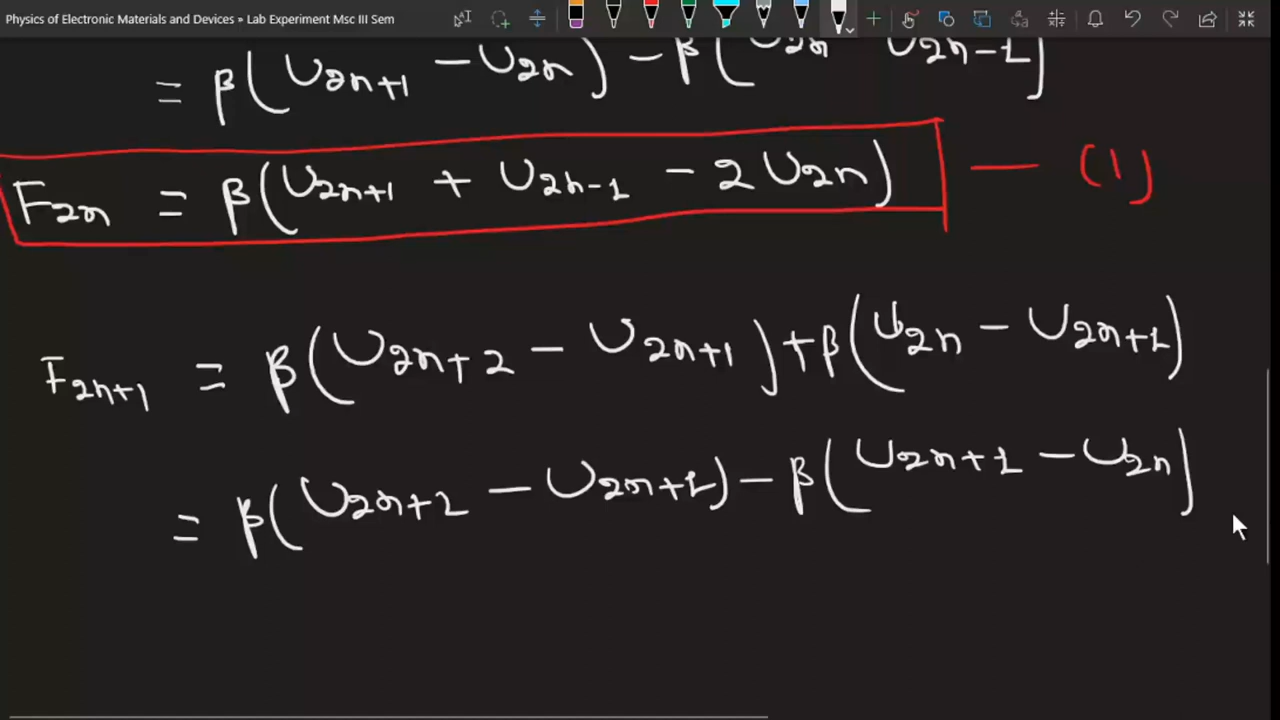 Physics of Electronic Materials and Devices » Lab Experiment Msc III Sem
= β(U2n+1 − U2n) − β(U2n U2n−1]
F2n = β(U2n+1 + U2n−1 − 2U2n) — (1)
F2n+1 = β(U2n+2 − U2n+1) + β(U2n − U2n+1)
= β(U2n+2 − U2n+1) − β(U2n+1 − U2n]